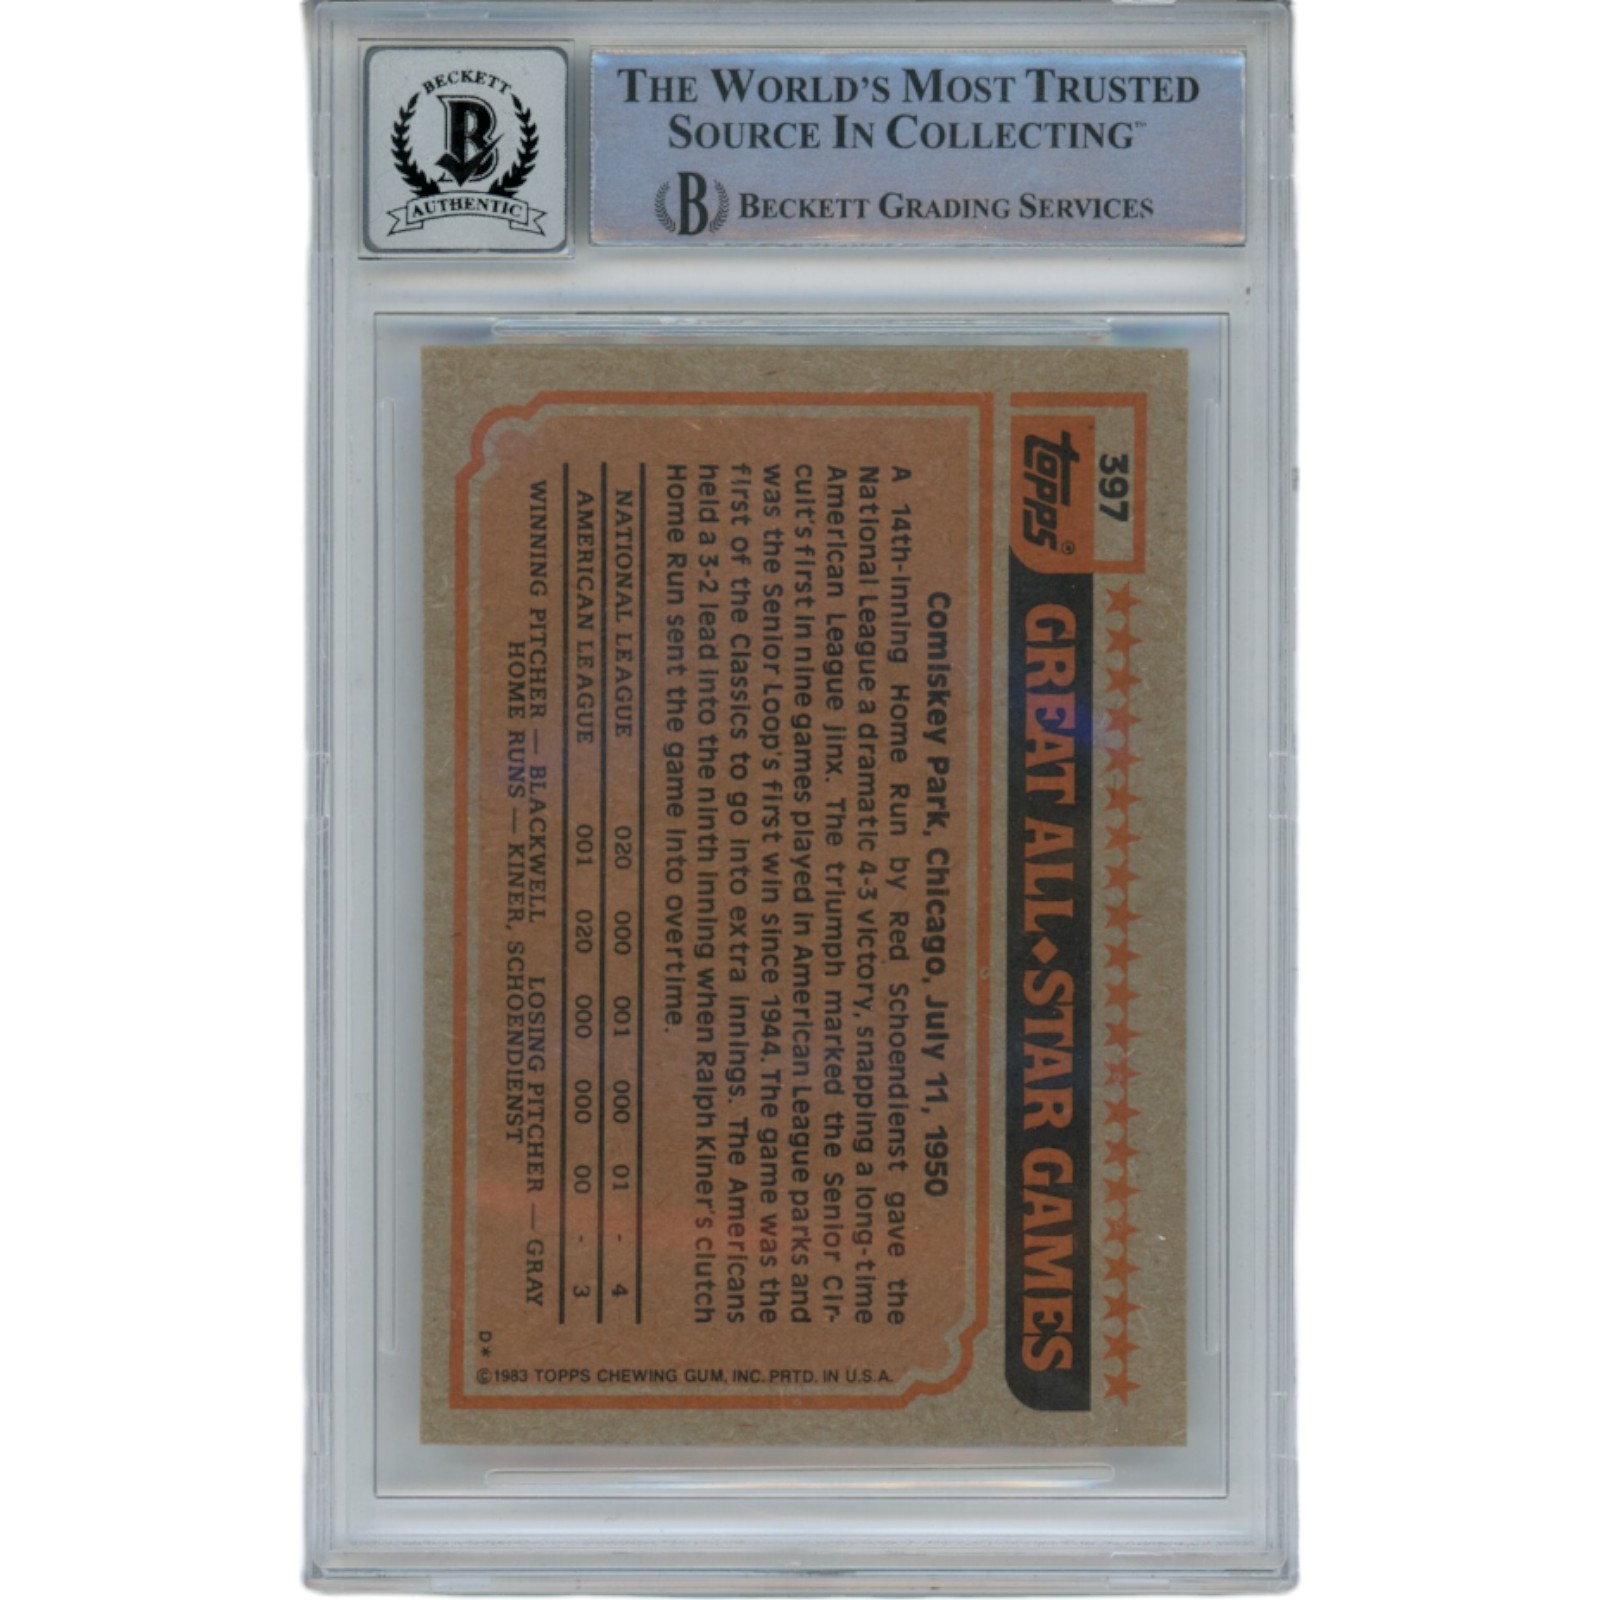 BECKETT
B
AUTHENTIC
THE WORLD'S MOST TRUSTED
SOURCE IN COLLECTING™
B BECKETT GRADING SERVICES
397
topps®
GREAT ALL◆STAR GAMES
Comiskey Park, Chicago, July 11, 1950
A 14th-inning Home Run by Red Schoendienst gave the
National League a dramatic 4-3 victory, snapping a long-time
American League jinx. The triumph marked the Senior Cir-
cuit's first in nine games played in American League parks and
was the Senior Loop's first win since 1944. The game was the
first of the Classics to go into extra innings. The Americans
held a 3-2 lead into the ninth inning when Ralph Kiner's clutch
Home Run sent the game into overtime.
NATIONAL LEAGUE 020 000 001 000 01 - 4
AMERICAN LEAGUE 001 020 000 000 00 - 3
WINNING PITCHER — BLACKWELL LOSING PITCHER — GRAY
HOME RUNS — KINER, SCHOENDIENST
D*
©1983 TOPPS CHEWING GUM, INC. PRTD. IN U.S.A.